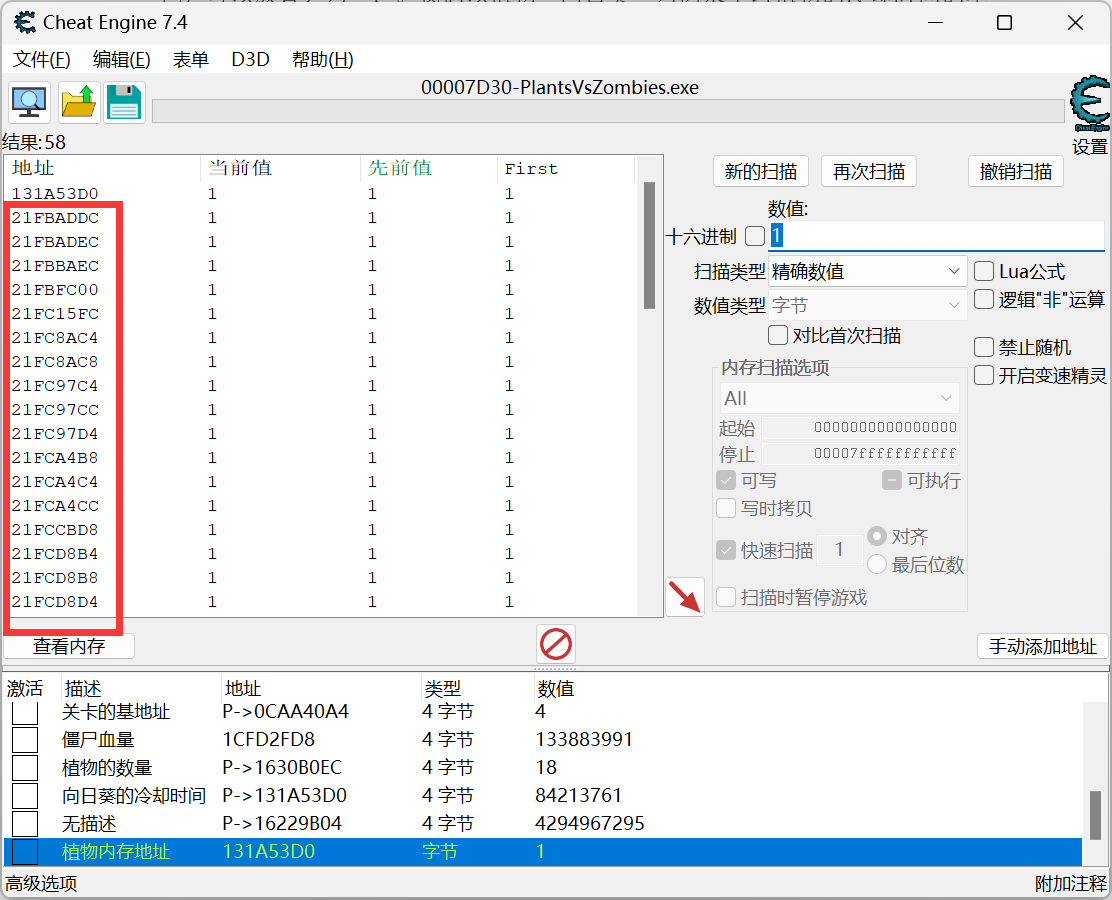 Cheat Engine 7.4
文件(F) 编辑(E) 表单 D3D 帮助(H)
00007D30-PlantsVsZombies.exe
Cheat Engine
设置
结果:58
地址 当前值 先前值 First
131A53D0 1 1 1
21FBADDC 1 1 1
21FBADEC 1 1 1
21FBBAEC 1 1 1
21FBFC00 1 1 1
21FC15FC 1 1 1
21FC8AC4 1 1 1
21FC8AC8 1 1 1
21FC97C4 1 1 1
21FC97CC 1 1 1
21FC97D4 1 1 1
21FCA4B8 1 1 1
21FCA4C4 1 1 1
21FCA4CC 1 1 1
21FCCBD8 1 1 1
21FCD8B4 1 1 1
21FCD8B8 1 1 1
21FCD8D4 1 1 1
新的扫描 再次扫描 撤销扫描
数值:
十六进制 1
扫描类型 精确数值 Lua公式
数值类型 字节 逻辑"非"运算
对比首次扫描 禁止随机
内存扫描选项 开启变速精灵
All
起始 0000000000000000
停止 00007fffffffffff
可写 可执行
写时拷贝
快速扫描 1 对齐
最后位数
扫描时暂停游戏
查看内存 手动添加地址
激活 描述 地址 类型 数值
关卡的基地址 P->0CAA40A4 4 字节 4
僵尸血量 1CFD2FD8 4 字节 133883991
植物的数量 P->1630B0EC 4 字节 18
向日葵的冷却时间 P->131A53D0 4 字节 84213761
无描述 P->16229B04 4 字节 4294967295
植物内存地址 131A53D0 字节 1
高级选项 附加注释